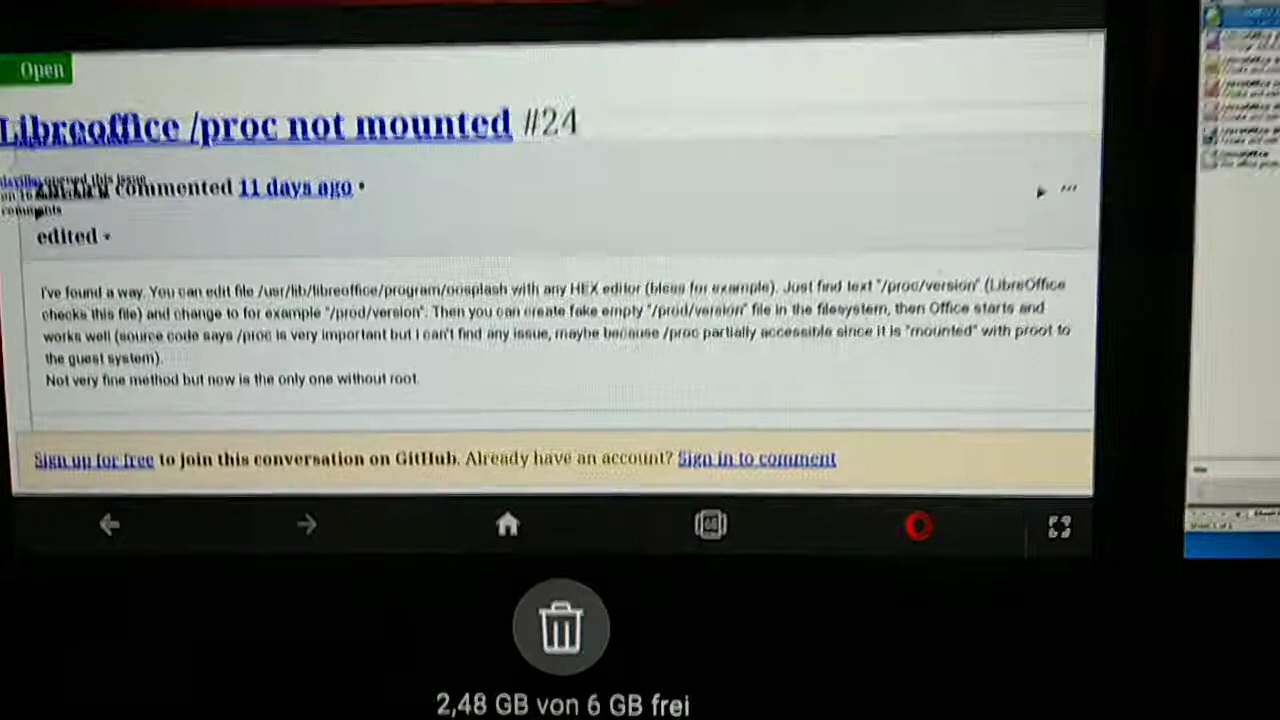 Open
Libreoffice /proc not mounted #24
opened this issue
commented 11 days ago •
comments
edited
I've found a way. You can edit file /usr/lib/libreoffice/program/oosplash with any HEX editor (bless for example). Just find text "/proc/version" (LibreOffice
checks this file) and change to for example "/prod/version". Then you can create fake empty "/prod/version" file in the filesystem, then Office starts and
works well (source code says /proc is very important but I can't find any issue, maybe because /proc partially accessible since it is "mounted" with proot to
the guest system).
Not very fine method but now is the only one without root.
Sign up for free to join this conversation on GitHub. Already have an account? Sign in to comment
2,48 GB von 6 GB frei